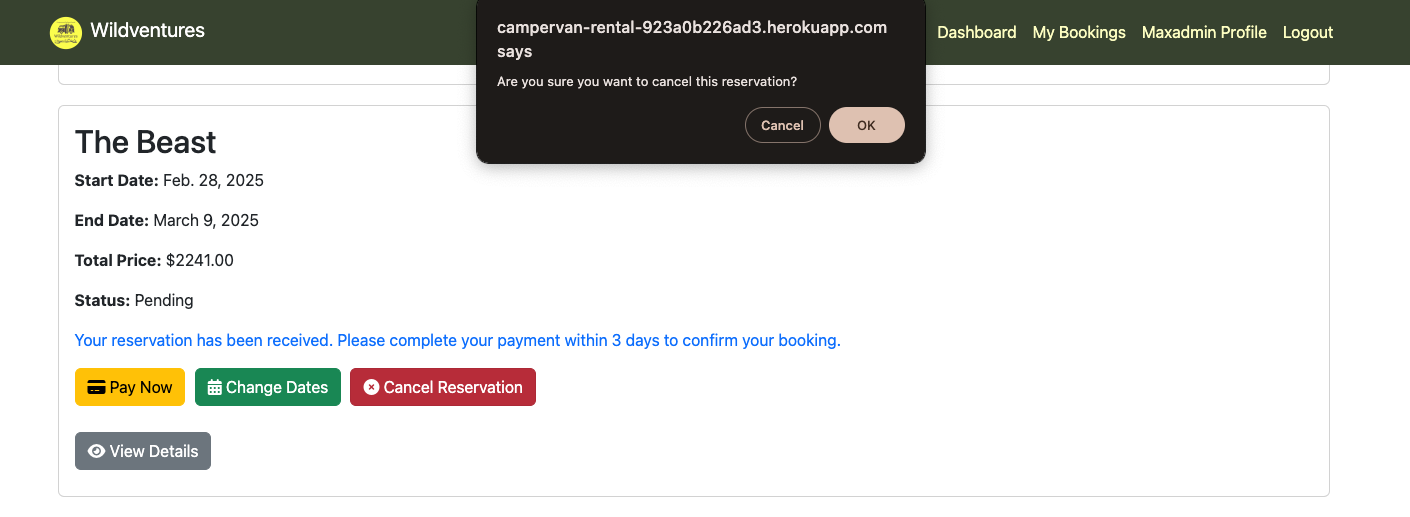 Wildventures
Dashboard My Bookings Maxadmin Profile Logout
campervan-rental-923a0b226ad3.herokuapp.com
says
Are you sure you want to cancel this reservation?
Cancel OK
The Beast
Start Date: Feb. 28, 2025
End Date: March 9, 2025
Total Price: $2241.00
Status: Pending
Your reservation has been received. Please complete your payment within 3 days to confirm your booking.
Pay Now Change Dates Cancel Reservation
View Details